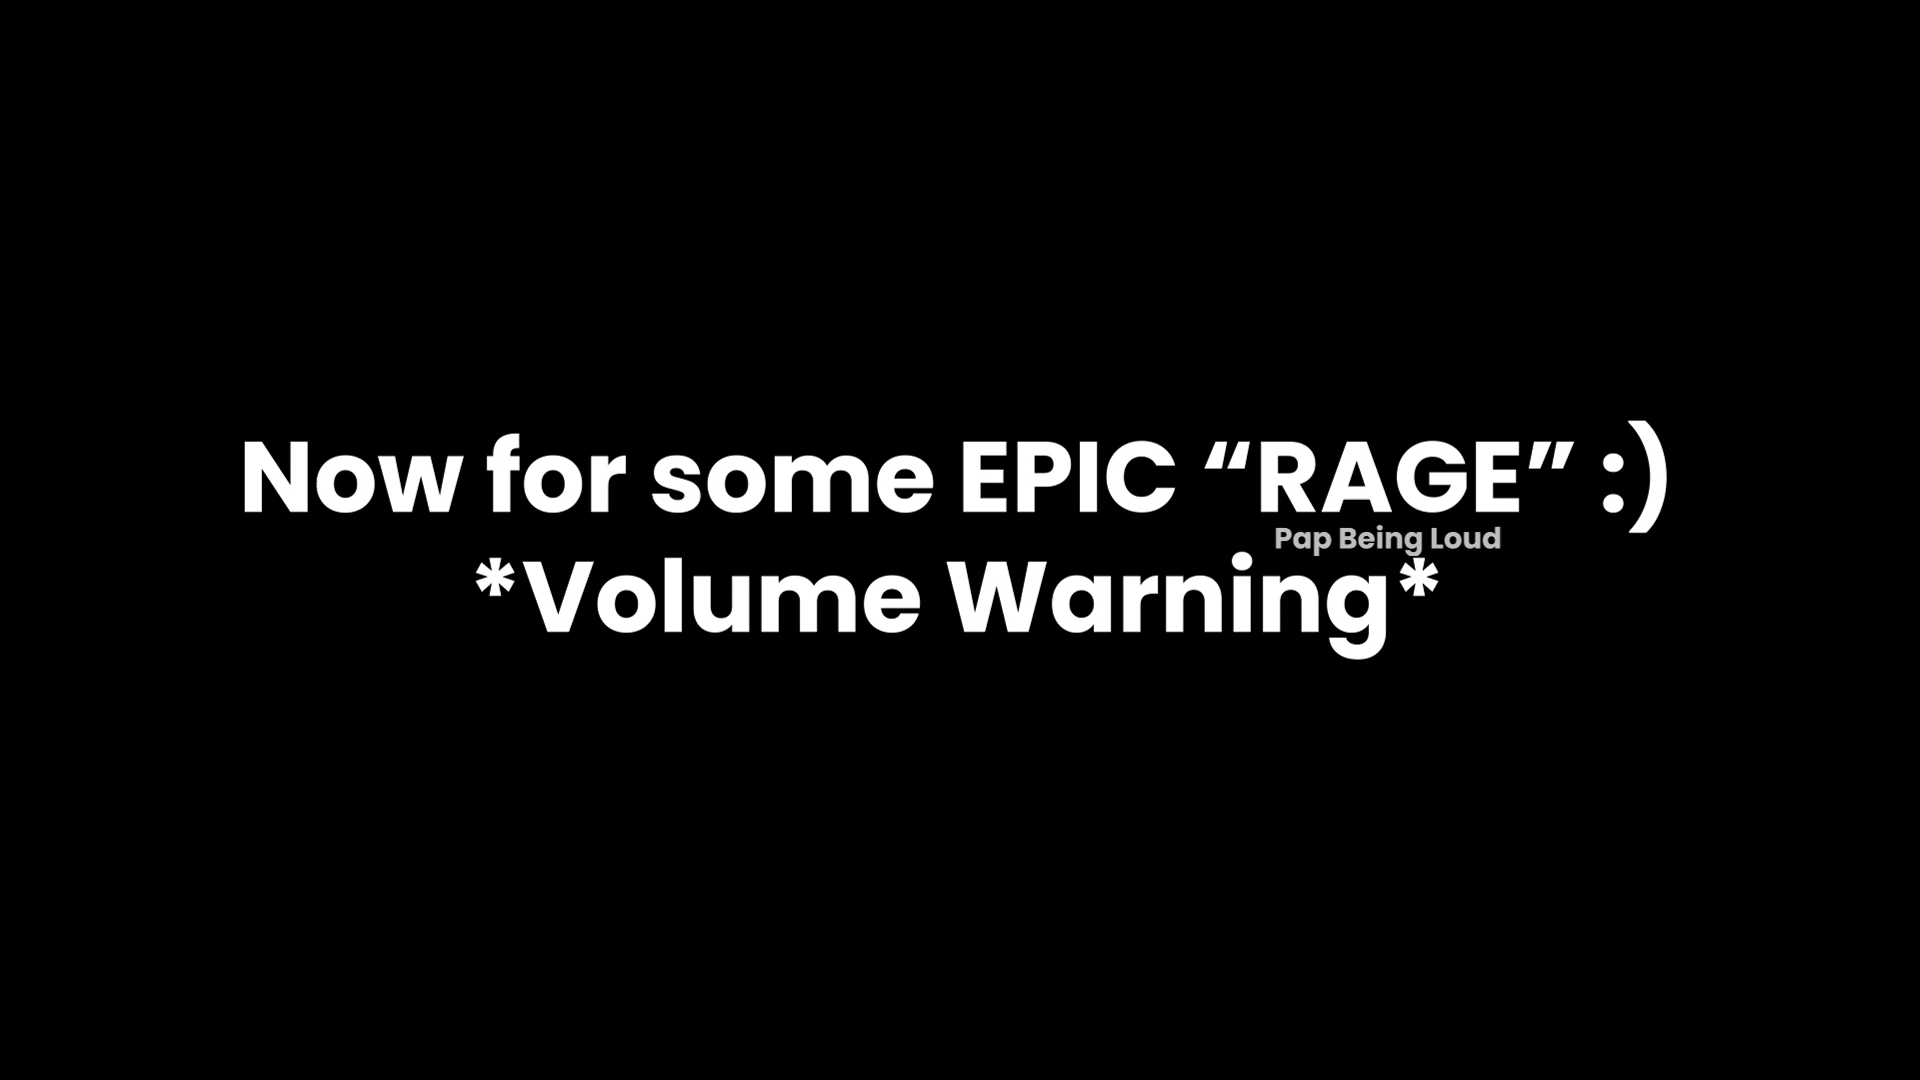 Now for some EPIC “RAGE” :)
Pap Being Loud
*Volume Warning*